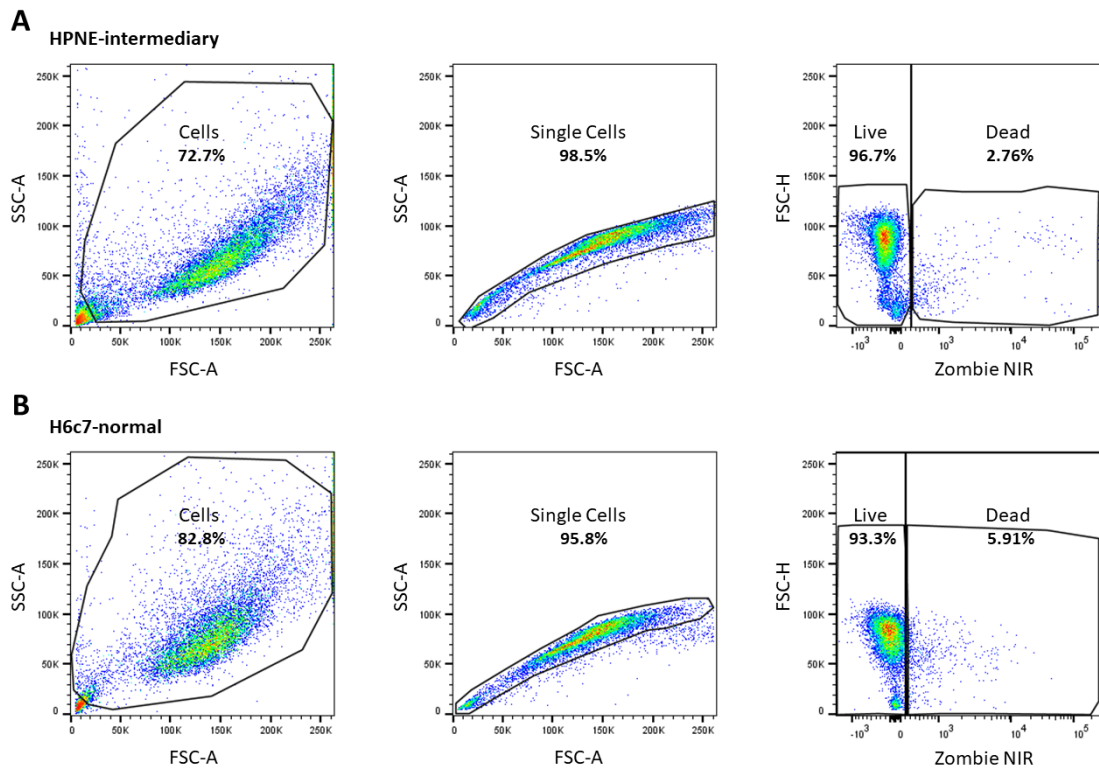 A
HPNE-intermediary
250K
200K
150K
100K
50K
0
Cells
72.7%
SSC-A
0 50K 100K 150K 200K 250K
FSC-A
250K
200K
150K
100K
50K
0
Single Cells
98.5%
SSC-A
0 50K 100K 150K 200K 250K
FSC-A
250K
200K
150K
100K
50K
0
Live Dead
96.7% 2.76%
FSC-H
-10³ 0 10³ 10⁴ 10⁵
Zombie NIR
B
H6c7-normal
250K
200K
150K
100K
50K
0
Cells
82.8%
SSC-A
0 50K 100K 150K 200K 250K
FSC-A
250K
200K
150K
100K
50K
0
Single Cells
95.8%
SSC-A
0 50K 100K 150K 200K 250K
FSC-A
250K
200K
150K
100K
50K
0
Live Dead
93.3% 5.91%
FSC-H
-10³ 0 10³ 10⁴ 10⁵
Zombie NIR